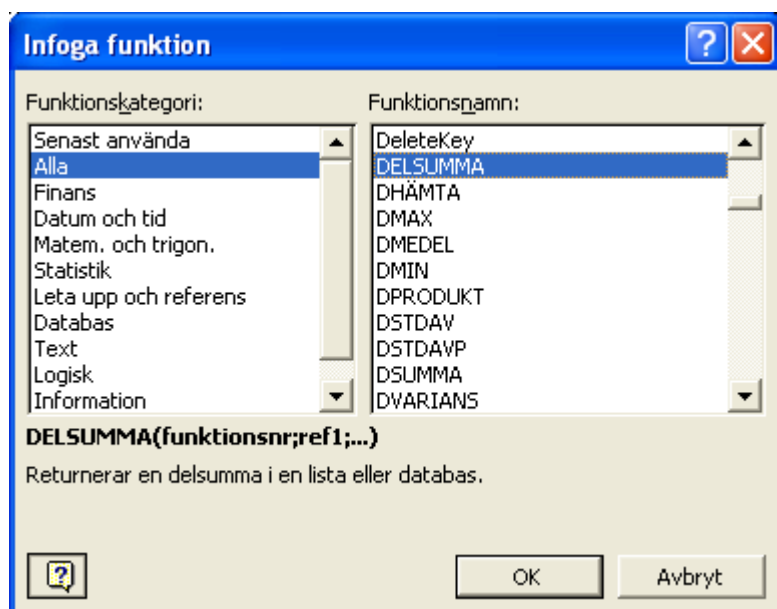 Infoga funktion
Funktionskategori:
Senast använda
Alla
Finans
Datum och tid
Matem. och trigon.
Statistik
Leta upp och referens
Databas
Text
Logisk
Information
Funktionsnamn:
DeleteKey
DELSUMMA
DHÄMTA
DMAX
DMEDEL
DMIN
DPRODUKT
DSTDAV
DSTDAVP
DSUMMA
DVARIANS
DELSUMMA(funktionsnr;ref1;...)
Returnerar en delsumma i en lista eller databas.
OK
Avbryt